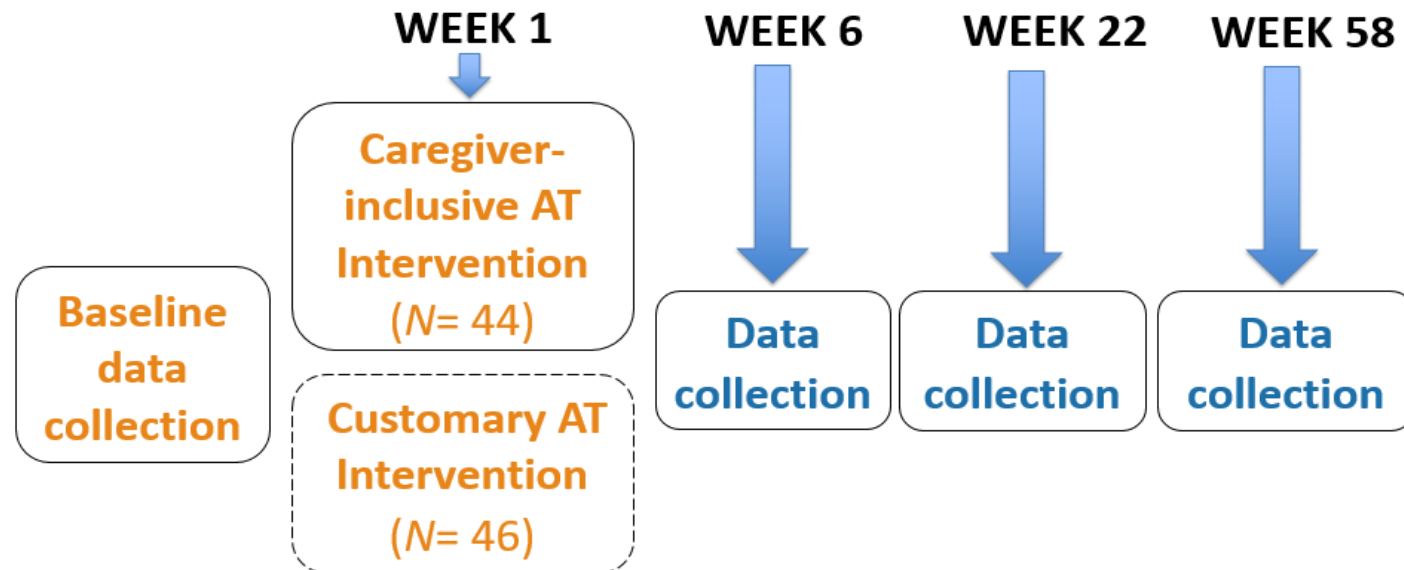 WEEK 1 WEEK 6 WEEK 22 WEEK 58
Baseline
data
collection
Caregiver-
inclusive AT
Intervention
(N= 44)
Customary AT
Intervention
(N= 46)
Data
collection
Data
collection
Data
collection